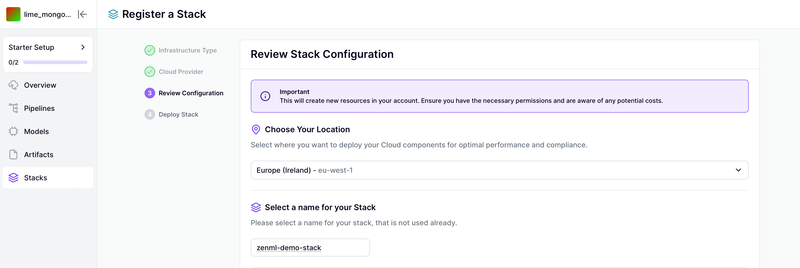 lime_mongo...
Register a Stack
Starter Setup
0/2
Overview
Pipelines
Models
Artifacts
Stacks
Infrastructure Type
Cloud Provider
3 Review Configuration
4 Deploy Stack
Review Stack Configuration
Important
This will create new resources in your account. Ensure you have the necessary permissions and are aware of any potential costs.
Choose Your Location
Select where you want to deploy your Cloud components for optimal performance and compliance.
Europe (Ireland) - eu-west-1
Select a name for your Stack
Please select a name for your stack, that is not used already.
zenml-demo-stack